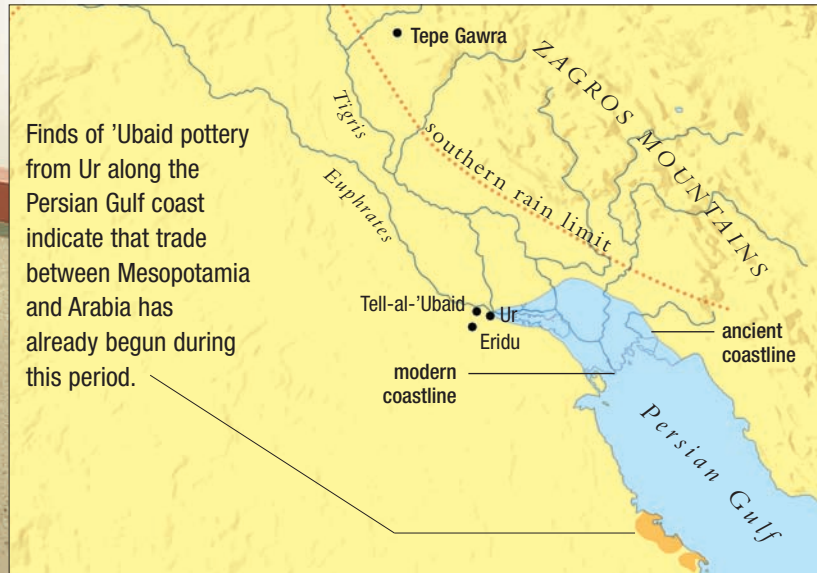 Tepe Gawra
ZAGROS MOUNTAINS
Tigris
southern rain limit
Euphrates
Finds of ’Ubaid pottery
from Ur along the
Persian Gulf coast
indicate that trade
between Mesopotamia
and Arabia has
already begun during
this period.
Tell-al-’Ubaid
Ur
Eridu
ancient
coastline
modern
coastline
Persian Gulf